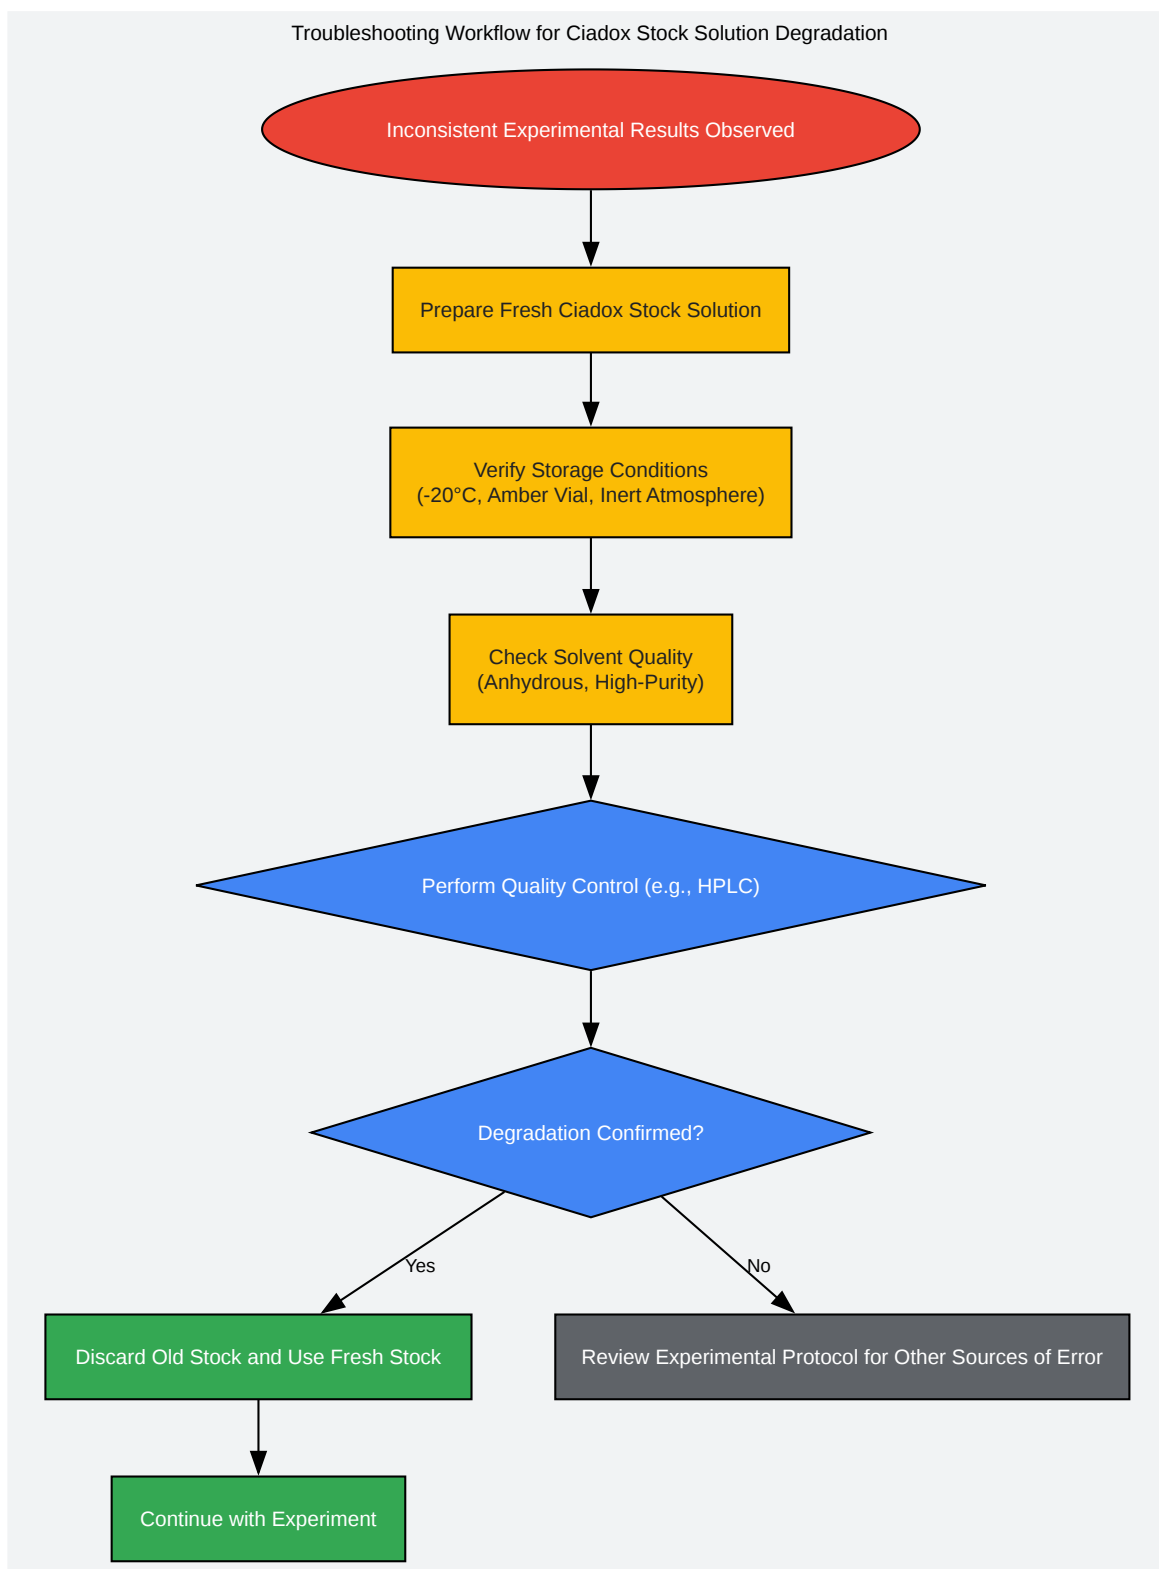 Troubleshooting Workflow for Ciadox Stock Solution Degradation
Inconsistent Experimental Results Observed
Prepare Fresh Ciadox Stock Solution
Verify Storage Conditions
(-20°C, Amber Vial, Inert Atmosphere)
Check Solvent Quality
(Anhydrous, High-Purity)
Perform Quality Control (e.g., HPLC)
Degradation Confirmed?
Yes
No
Discard Old Stock and Use Fresh Stock
Review Experimental Protocol for Other Sources of Error
Continue with Experiment